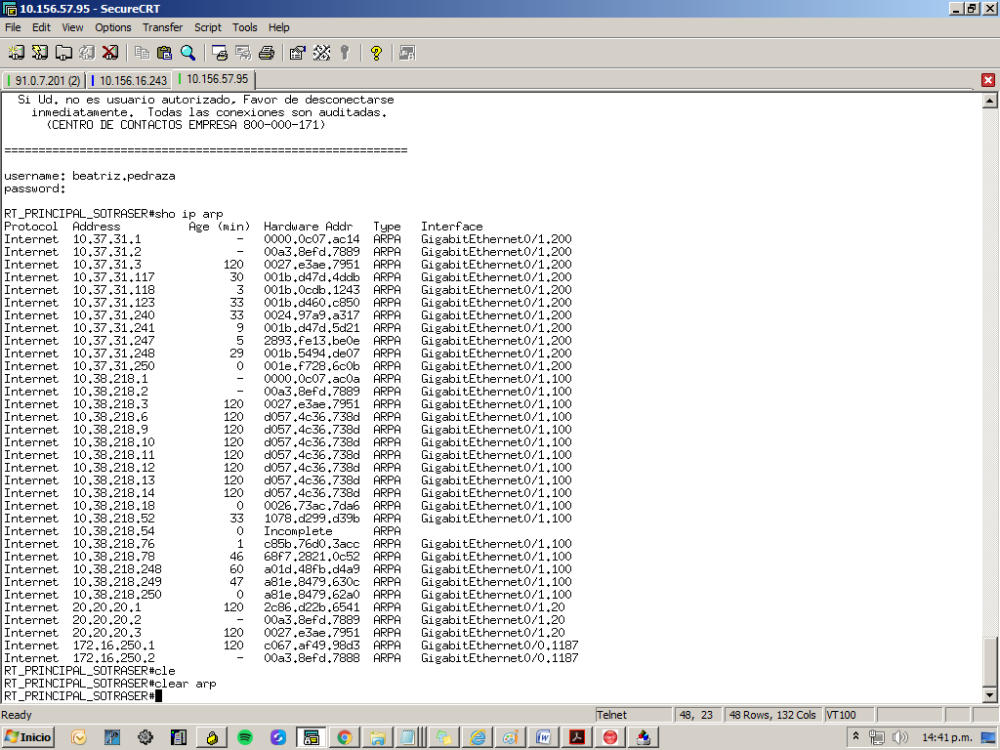 10.156.57.95 - SecureCRT
File Edit View Options Transfer Script Tools Help
91.0.7.201 (2) 10.156.16.243 10.156.57.95
Si Ud. no es usuario autorizado, Favor de desconectarse
inmediatamente. Todas las conexiones son auditadas.
(CENTRO DE CONTACTOS EMPRESA 800-000-171)
===========================================================
username: beatriz.pedraza
password:
RT_PRINCIPAL_SOTRASER#sho ip arp
Protocol Address Age (min) Hardware Addr Type Interface
Internet 10.37.31.1 - 0000.0c07.ac14 ARPA GigabitEthernet0/1.200
Internet 10.37.31.2 - 00a3.8efd.7889 ARPA GigabitEthernet0/1.200
Internet 10.37.31.3 120 0027.e3ae.7951 ARPA GigabitEthernet0/1.200
Internet 10.37.31.117 30 001b.d47d.4ddb ARPA GigabitEthernet0/1.200
Internet 10.37.31.118 3 001b.0cdb.1243 ARPA GigabitEthernet0/1.200
Internet 10.37.31.123 33 001b.d460.c850 ARPA GigabitEthernet0/1.200
Internet 10.37.31.240 33 0024.97a9.a317 ARPA GigabitEthernet0/1.200
Internet 10.37.31.241 9 001b.d47d.5d21 ARPA GigabitEthernet0/1.200
Internet 10.37.31.247 5 2893.fe13.be0e ARPA GigabitEthernet0/1.200
Internet 10.37.31.248 29 001b.5494.de07 ARPA GigabitEthernet0/1.200
Internet 10.37.31.250 0 001e.f728.6c0b ARPA GigabitEthernet0/1.200
Internet 10.38.218.1 - 0000.0c07.ac0a ARPA GigabitEthernet0/1.100
Internet 10.38.218.2 - 00a3.8efd.7889 ARPA GigabitEthernet0/1.100
Internet 10.38.218.3 120 0027.e3ae.7951 ARPA GigabitEthernet0/1.100
Internet 10.38.218.6 120 d057.4c36.738d ARPA GigabitEthernet0/1.100
Internet 10.38.218.9 120 d057.4c36.738d ARPA GigabitEthernet0/1.100
Internet 10.38.218.10 120 d057.4c36.738d ARPA GigabitEthernet0/1.100
Internet 10.38.218.11 120 d057.4c36.738d ARPA GigabitEthernet0/1.100
Internet 10.38.218.12 120 d057.4c36.738d ARPA GigabitEthernet0/1.100
Internet 10.38.218.13 120 d057.4c36.738d ARPA GigabitEthernet0/1.100
Internet 10.38.218.14 120 d057.4c36.738d ARPA GigabitEthernet0/1.100
Internet 10.38.218.18 0 0026.73ac.7da6 ARPA GigabitEthernet0/1.100
Internet 10.38.218.52 33 1078.d299.d39b ARPA GigabitEthernet0/1.100
Internet 10.38.218.54 0 Incomplete ARPA
Internet 10.38.218.76 1 c85b.76d0.3acc ARPA GigabitEthernet0/1.100
Internet 10.38.218.78 46 68f7.2821.0c52 ARPA GigabitEthernet0/1.100
Internet 10.38.218.248 60 a01d.48fb.d4a9 ARPA GigabitEthernet0/1.100
Internet 10.38.218.249 47 a81e.8479.630c ARPA GigabitEthernet0/1.100
Internet 10.38.218.250 0 a81e.8479.62a0 ARPA GigabitEthernet0/1.100
Internet 20.20.20.1 120 2c86.d22b.6541 ARPA GigabitEthernet0/1.20
Internet 20.20.20.2 - 00a3.8efd.7889 ARPA GigabitEthernet0/1.20
Internet 20.20.20.3 120 0027.e3ae.7951 ARPA GigabitEthernet0/1.20
Internet 172.16.250.1 120 c067.af49.98d3 ARPA GigabitEthernet0/0.1187
Internet 172.16.250.2 - 00a3.8efd.7888 ARPA GigabitEthernet0/0.1187
RT_PRINCIPAL_SOTRASER#cle
RT_PRINCIPAL_SOTRASER#clear arp
RT_PRINCIPAL_SOTRASER#
Ready Telnet 48, 23 48 Rows, 132 Cols VT100
Inicio 14:41 p.m.